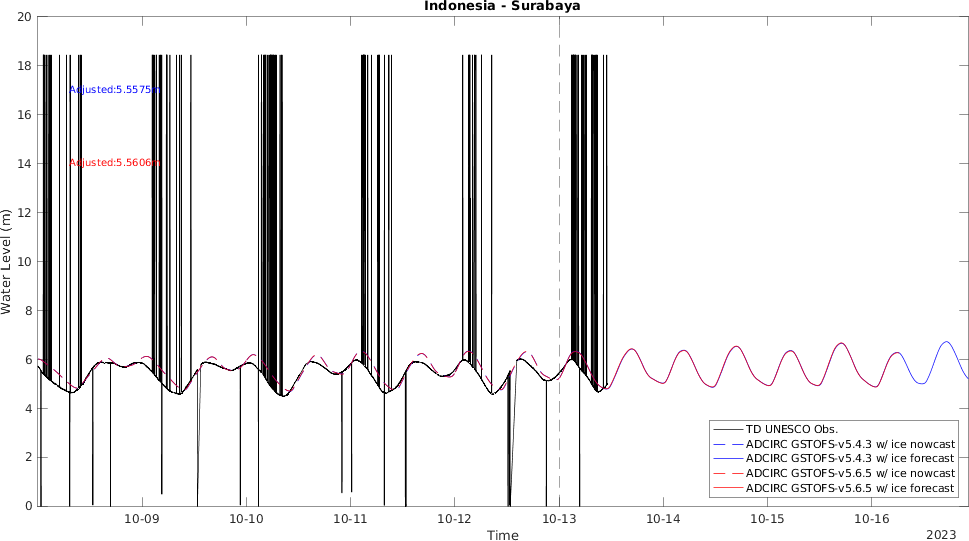 Indonesia - Surabaya
20
18
16
14
12
10
8
6
4
2
0
Water Level (m)
Adjusted:5.5575m
Adjusted:5.5606m
TD UNESCO Obs.
ADCIRC GSTOFS-v5.4.3 w/ ice nowcast
ADCIRC GSTOFS-v5.4.3 w/ ice forecast
ADCIRC GSTOFS-v5.6.5 w/ ice nowcast
ADCIRC GSTOFS-v5.6.5 w/ ice forecast
10-09 10-10 10-11 10-12 10-13 10-14 10-15 10-16
Time
2023